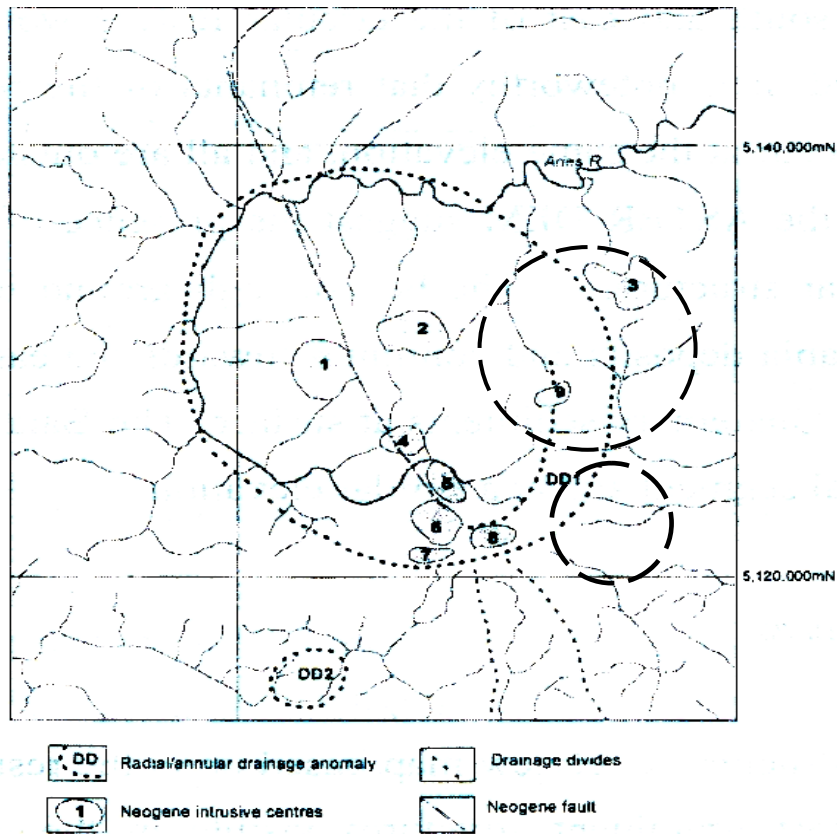 5,140,000mN
Aries R.
3
2
1
9
4
5
DD1
6
8
7
5,120,000mN
DD2
DD Radial/annular drainage anomaly
Drainage divides
1 Neogene intrusive centres
Neogene fault